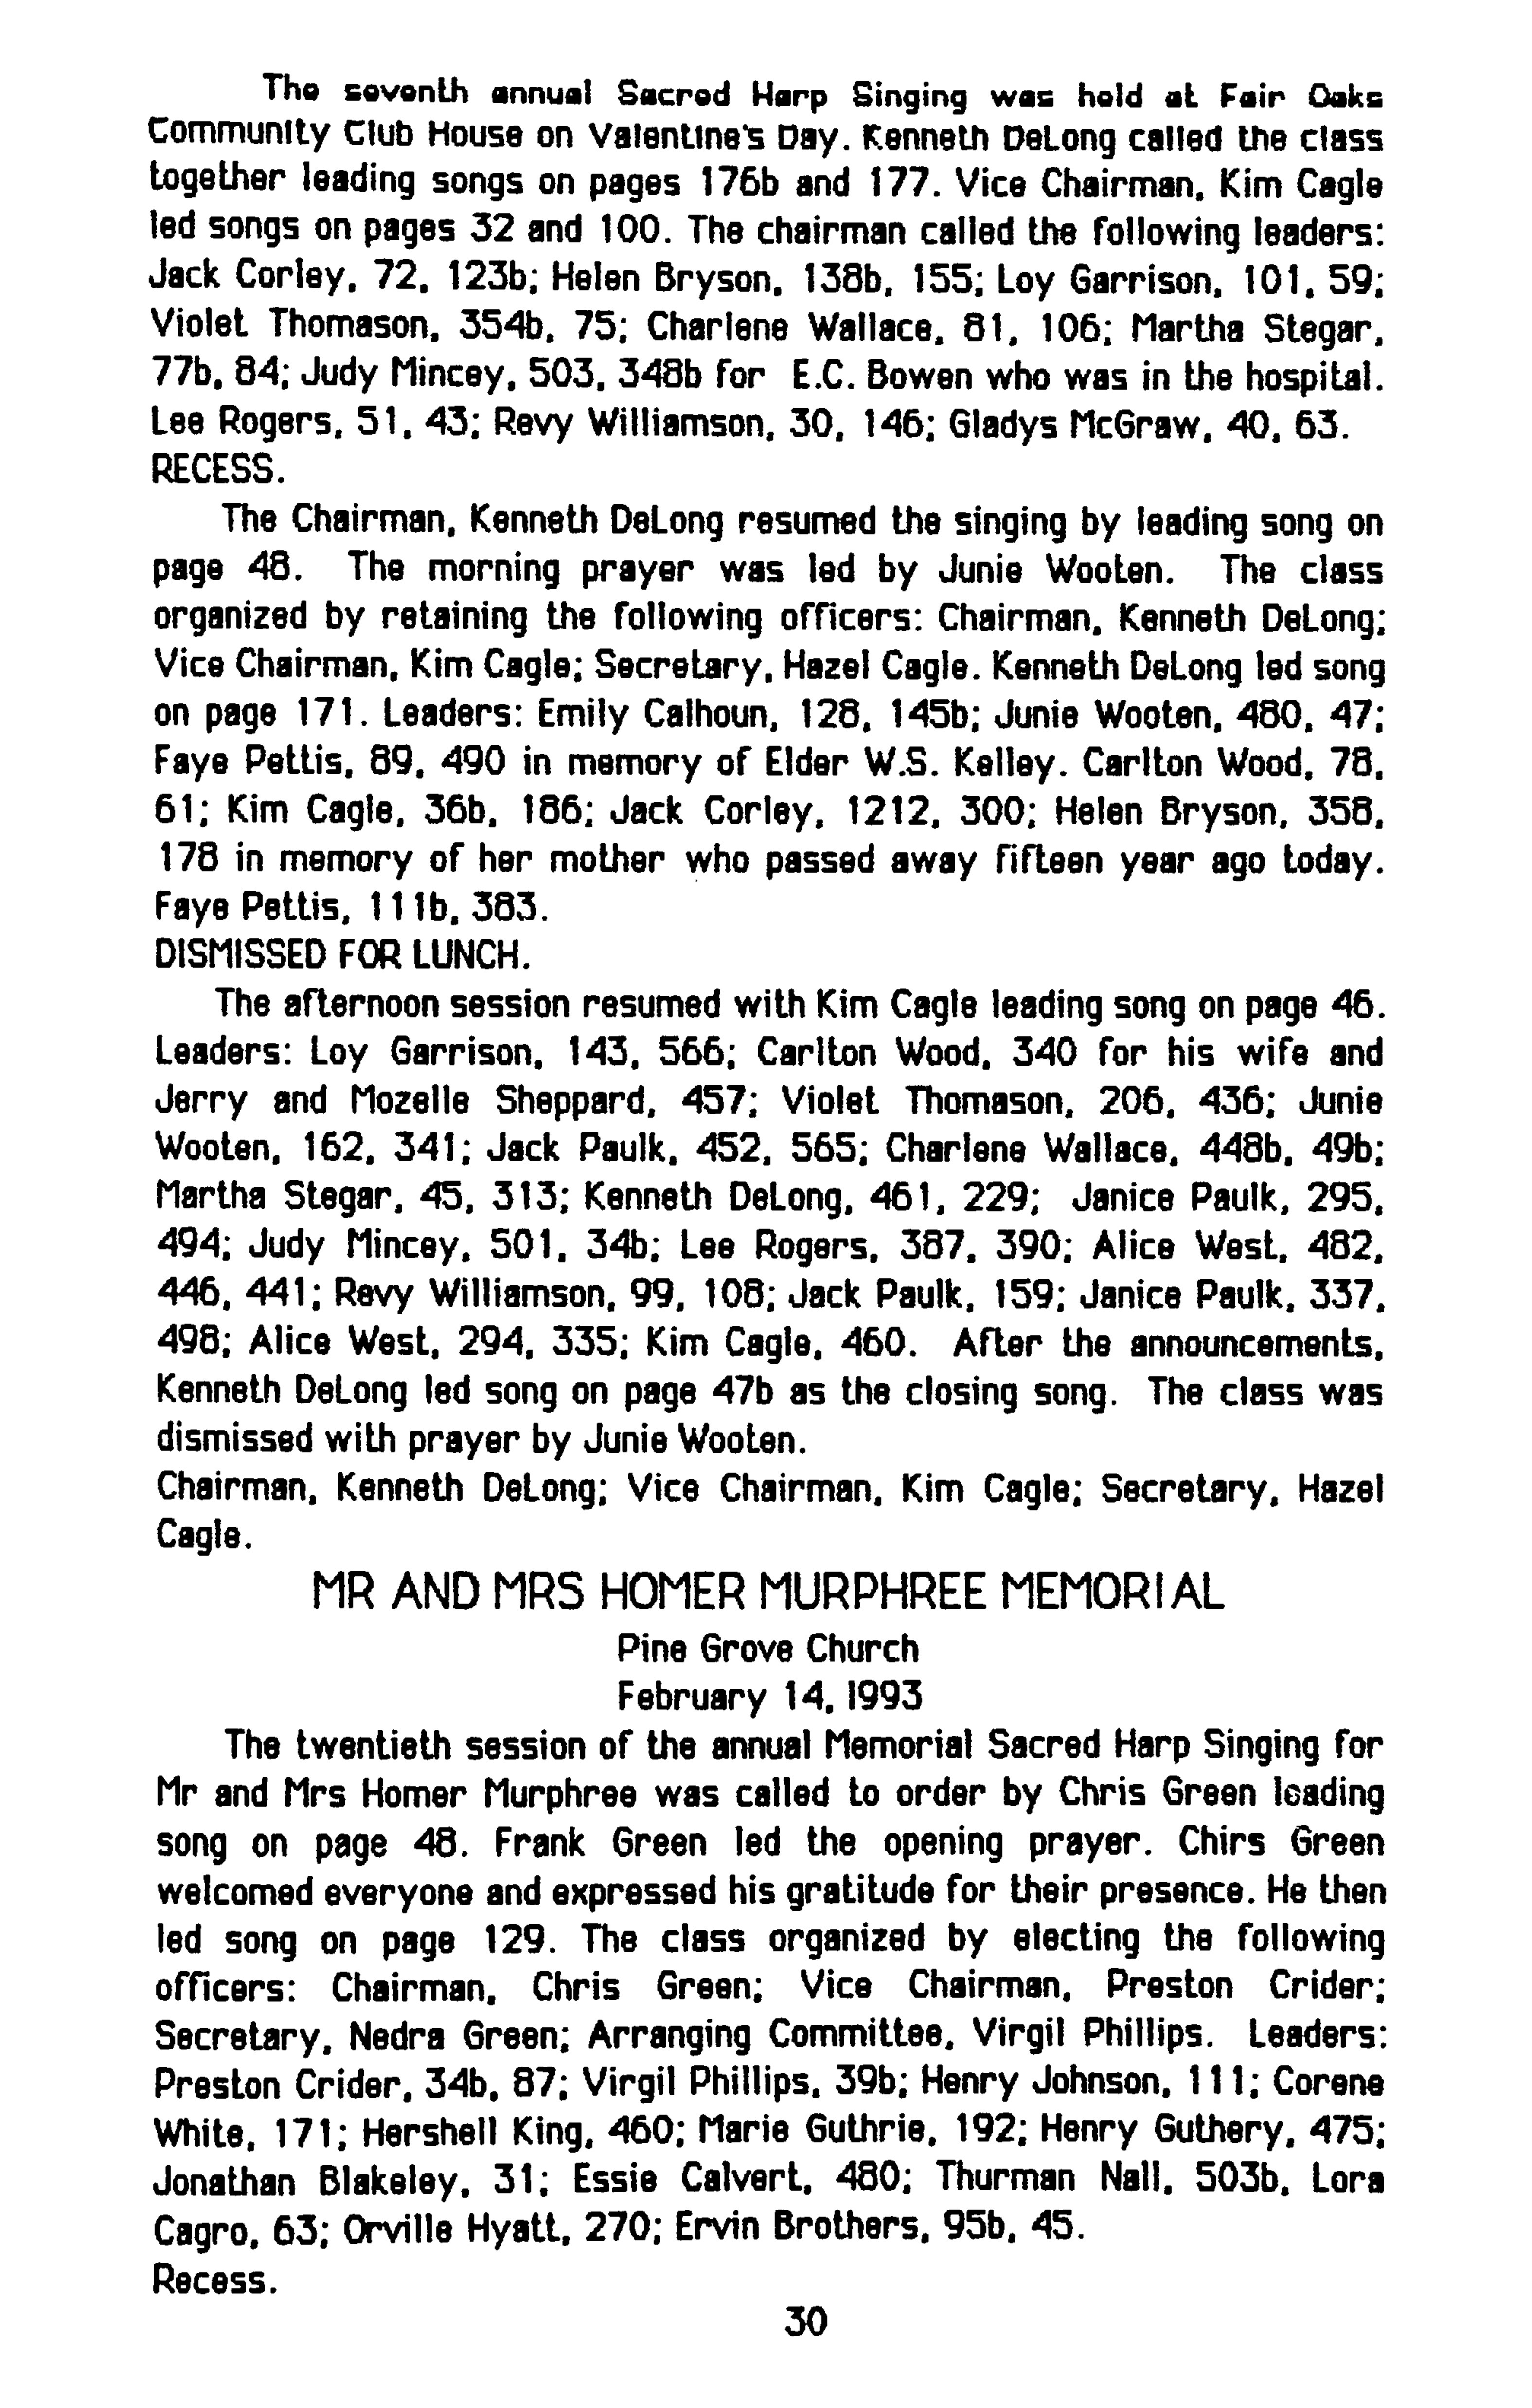 The seventh annual Sacred Harp Singing was held at Fair Oaks
Community Club House on Valentine's Day. Kenneth DeLong called the class
together leading songs on pages 176b and 177. Vice Chairman, Kim Cagle
led songs on pages 32 and 100. The chairman called the following leaders:
Jack Corley, 72, 123b; Helen Bryson, 138b, 155; Loy Garrison, 101, 59;
Violet Thomason, 354b, 75; Charlene Wallace, 81, 106; Martha Stegar,
77b, 84; Judy Mincey, 503, 348b for E.C. Bowen who was in the hospital.
Lee Rogers, 51, 43; Revy Williamson, 30, 146; Gladys McGraw, 40, 63.
RECESS.
The Chairman, Kenneth DeLong resumed the singing by leading song on
page 48. The morning prayer was led by Junie Wooten. The class
organized by retaining the following officers: Chairman, Kenneth DeLong;
Vice Chairman, Kim Cagle; Secretary, Hazel Cagle. Kenneth DeLong led song
on page 171. Leaders: Emily Calhoun, 128, 145b; Junie Wooten, 480, 47;
Faye Pettis, 89, 490 in memory of Elder W.S. Kelley. Carlton Wood, 78,
61; Kim Cagle, 36b, 186; Jack Corley, 1212, 300; Helen Bryson, 358,
178 in memory of her mother who passed away fifteen year ago today.
Faye Pettis, 111b, 383.
DISMISSED FOR LUNCH.
The afternoon session resumed with Kim Cagle leading song on page 46.
Leaders: Loy Garrison, 143, 566; Carlton Wood, 340 for his wife and
Jerry and Mozelle Sheppard, 457; Violet Thomason, 206, 436; Junie
Wooten, 162, 341; Jack Paulk, 452, 565; Charlene Wallace, 448b, 49b;
Martha Stegar, 45, 313; Kenneth DeLong, 461, 229; Janice Paulk, 295,
494; Judy Mincey, 501, 34b; Lee Rogers, 387, 390; Alice West, 482,
446, 441; Revy Williamson, 99, 108; Jack Paulk, 159; Janice Paulk, 337,
498; Alice West, 294, 335; Kim Cagle, 460. After the announcements,
Kenneth DeLong led song on page 47b as the closing song. The class was
dismissed with prayer by Junie Wooten.
Chairman, Kenneth DeLong; Vice Chairman, Kim Cagle; Secretary, Hazel
Cagle.
MR AND MRS HOMER MURPHREE MEMORIAL
Pine Grove Church
February 14, 1993
The twentieth session of the annual Memorial Sacred Harp Singing for
Mr and Mrs Homer Murphree was called to order by Chris Green leading
song on page 48. Frank Green led the opening prayer. Chirs Green
welcomed everyone and expressed his gratitude for their presence. He then
led song on page 129. The class organized by electing the following
officers: Chairman, Chris Green; Vice Chairman, Preston Crider;
Secretary, Nedra Green; Arranging Committee, Virgil Phillips. Leaders:
Preston Crider, 34b, 87; Virgil Phillips, 39b; Henry Johnson, 111; Corene
White, 171; Hershell King, 460; Marie Guthrie, 192; Henry Guthery, 475;
Jonathan Blakeley, 31; Essie Calvert, 480; Thurman Nall, 503b, Lora
Cagro, 63; Orville Hyatt, 270; Ervin Brothers, 95b, 45.
Recess.
30